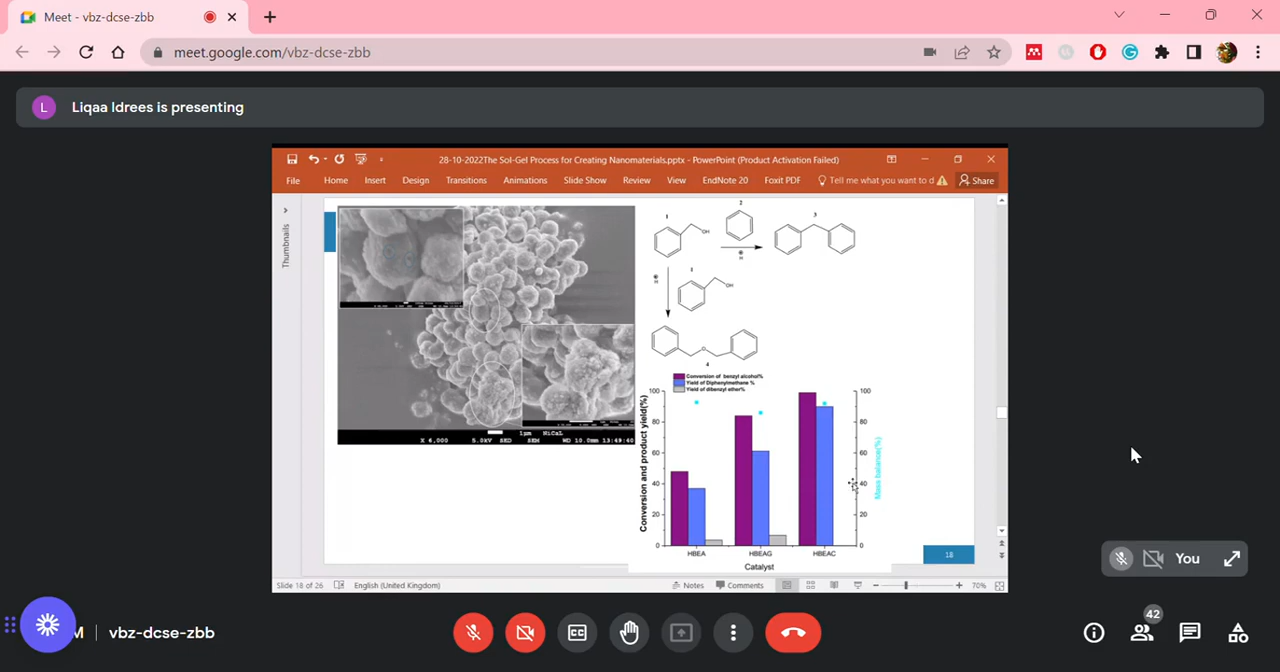 Meet - vbz-dcse-zbb
meet.google.com/vbz-dcse-zbb
L Liqaa Idrees is presenting
28-10-2022The Sol-Gel Process for Creating Nanomaterials.pptx - PowerPoint (Product Activation Failed)
File Home Insert Design Transitions Animations Slide Show Review View EndNote 20 Foxit PDF Tell me what you want to d Share
Thumbnails
1 OH 2 3
1 OH
4
X 6,000 5.0kV SED SEM WD 10.0mm 13:49:40
1µm NiCaL
Conversion of benzyl alcohol%
Yield of Diphenylmethane %
Yield of dibenzyl ether%
Conversion and product yield(%)
100 80 60 40 20 0
100 80 60 40 20 0
Mass balance(%)
HBEA HBEAG HBEAC
Catalyst
18
Slide 18 of 26 English (United Kingdom) Notes Comments 70%
You
M | vbz-dcse-zbb
42